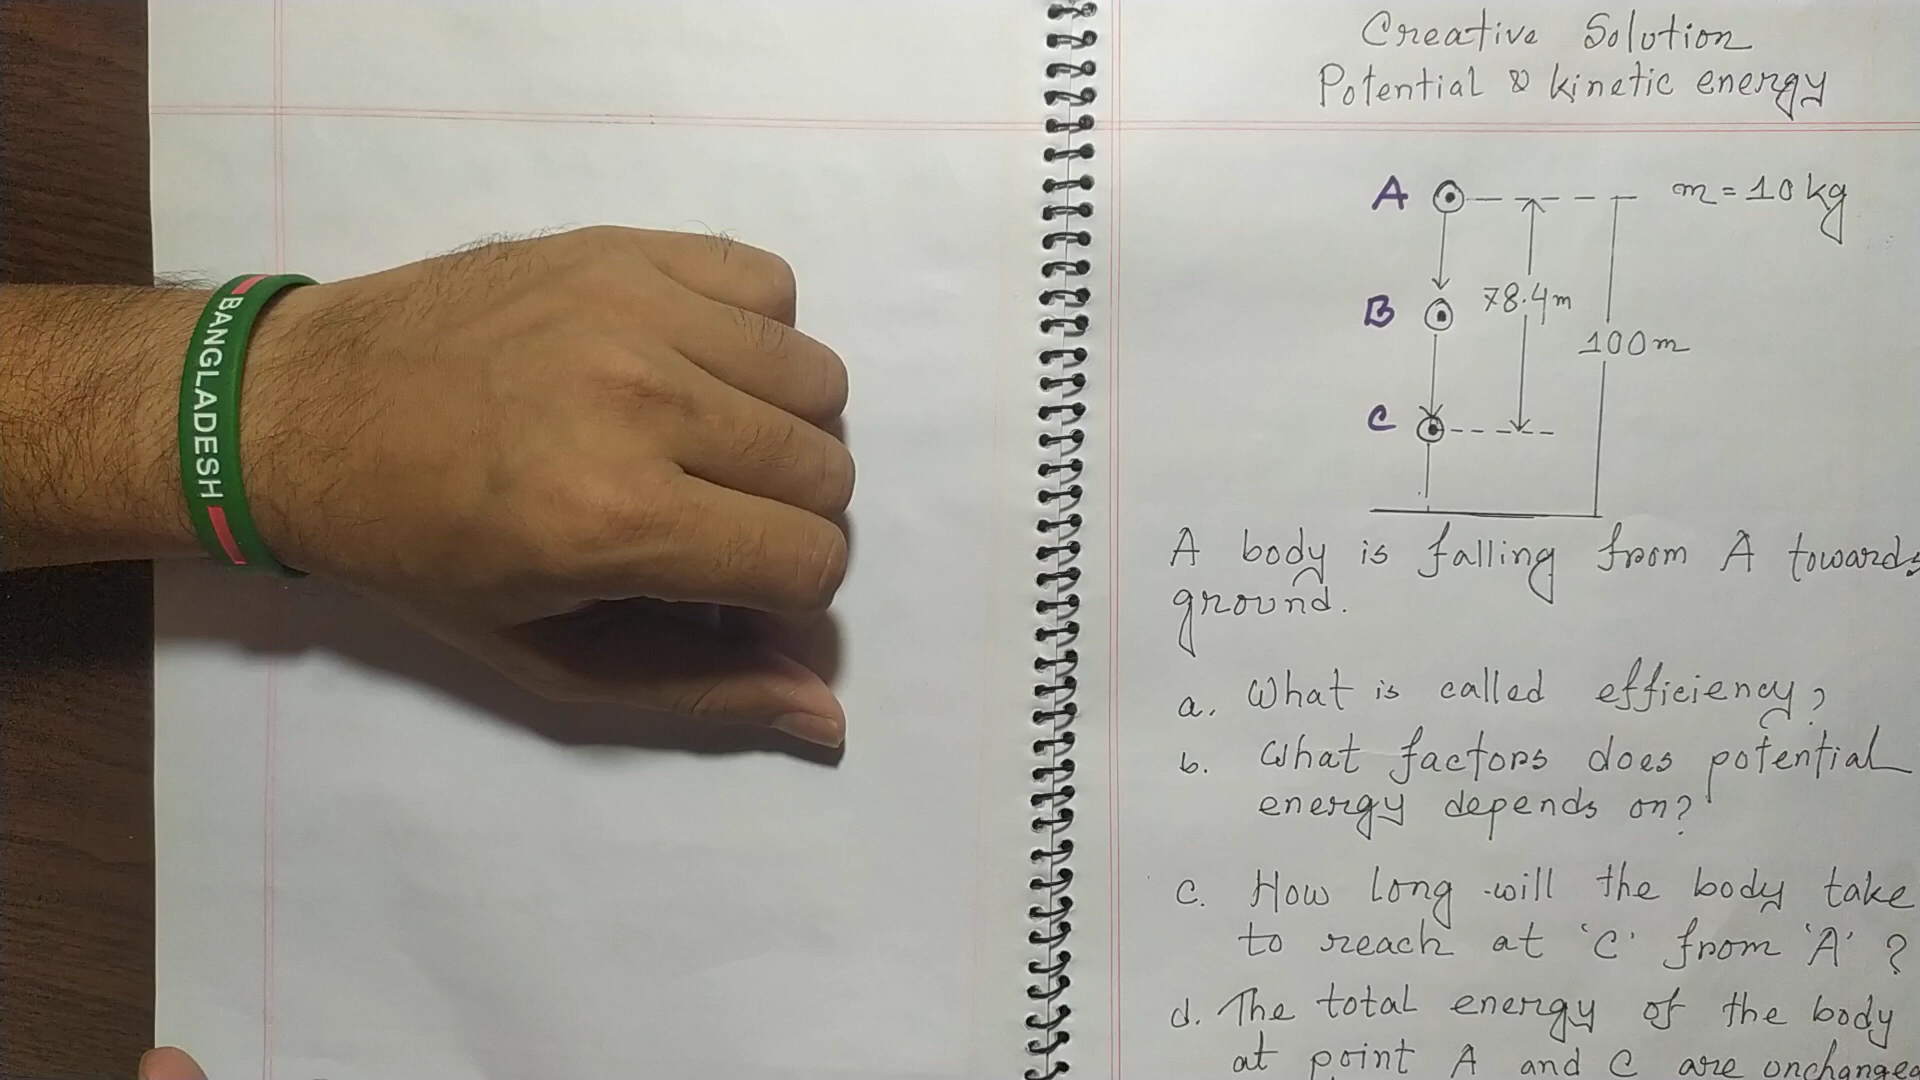 BANGLADESH
Creative Solution
Potential & kinetic energy
A
m = 10 kg
B
78.4m
100m
C
A body is falling from A towards
ground.
a. What is called efficiency?
b. What factors does potential
energy depends on?
c. How long will the body take
to reach at 'C' from 'A' ?
d. The total energy of the body
at point A and C are unchanged